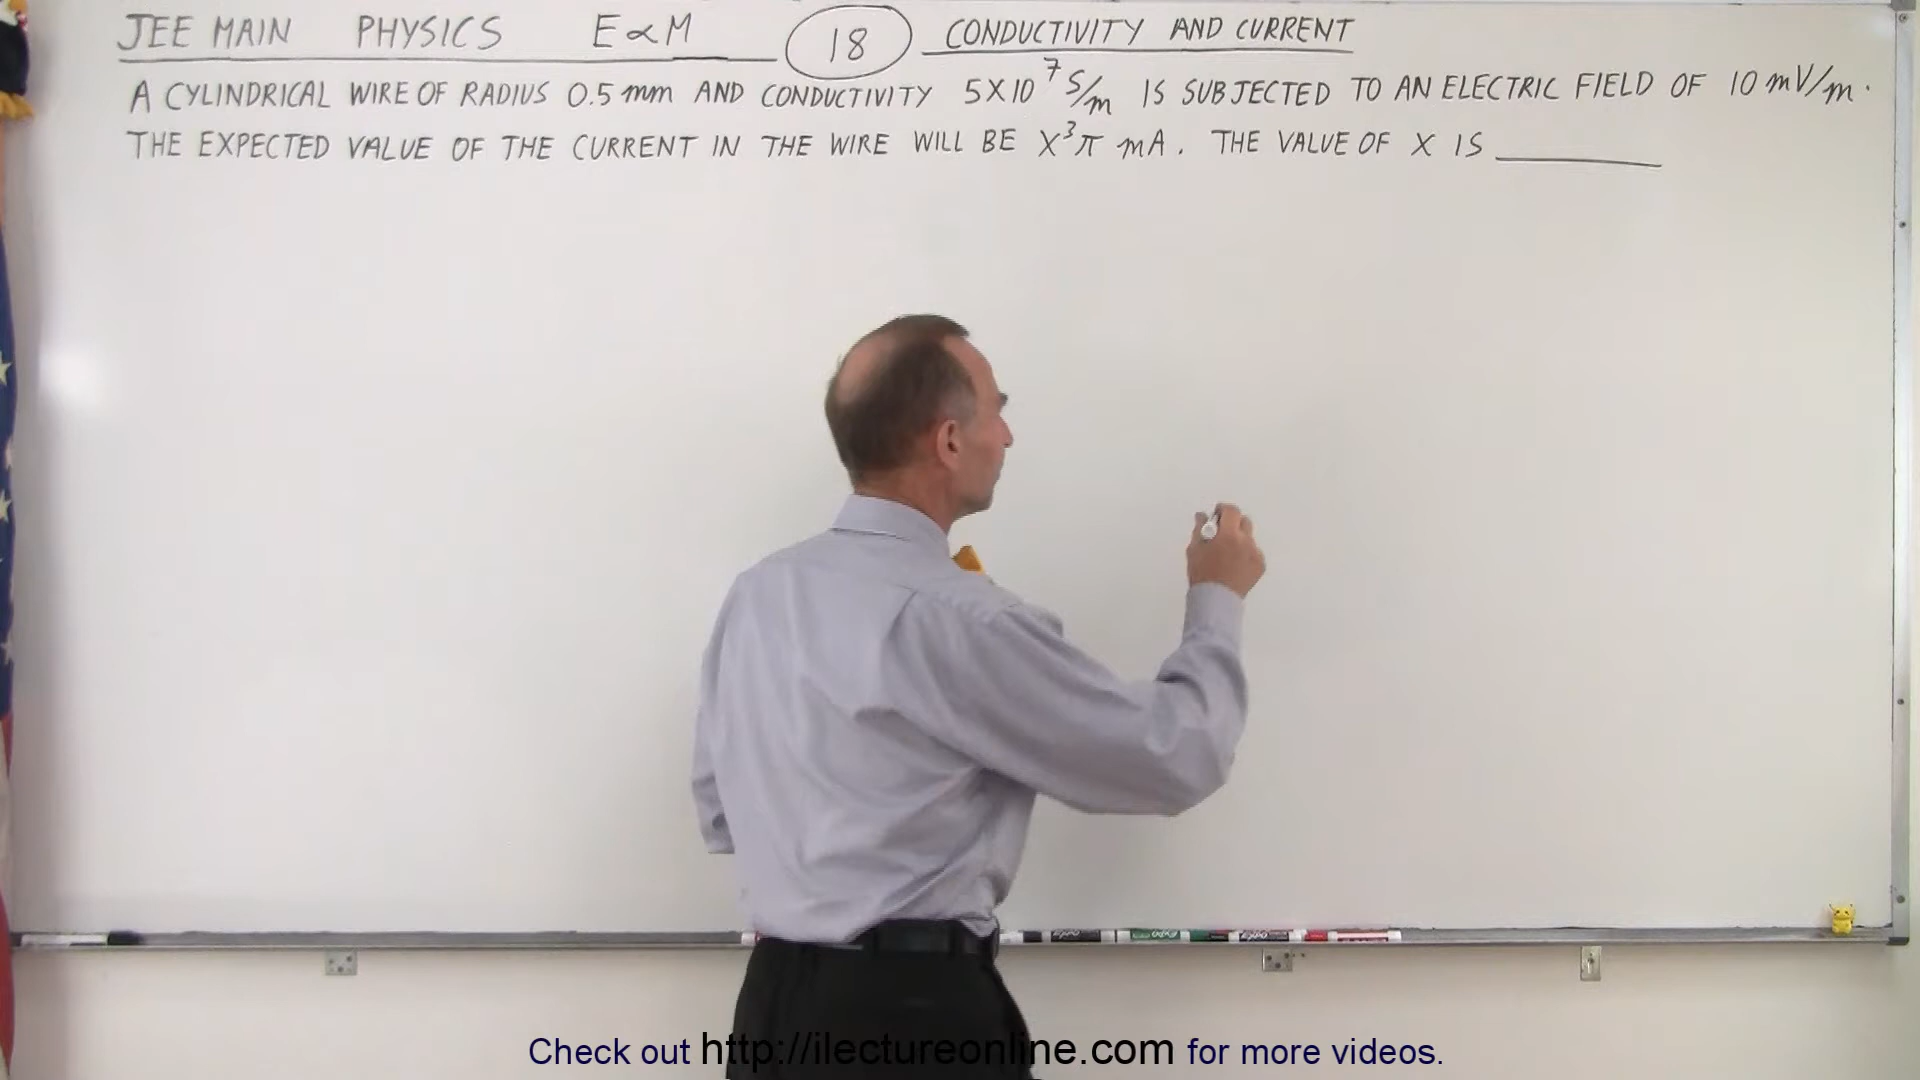 JEE MAIN PHYSICS E∝M 18 CONDUCTIVITY AND CURRENT
A CYLINDRICAL WIRE OF RADIUS 0.5 mm AND CONDUCTIVITY 5X10⁷ S/m IS SUBJECTED TO AN ELECTRIC FIELD OF 10 mV/m.
THE EXPECTED VALUE OF THE CURRENT IN THE WIRE WILL BE X³π mA. THE VALUE OF X IS ________
Check out http://ilectureonline.com for more videos.